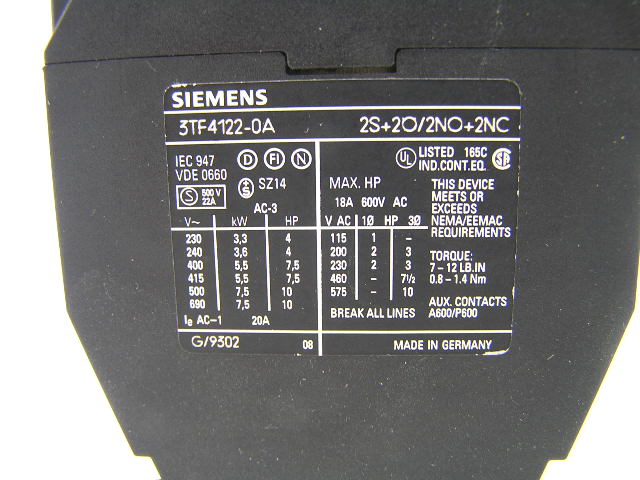 SIEMENS
3TF4122-0A 2S+2O/2NO+2NC
IEC 947 D FI N
VDE 0660
S 500 V 22A
S SZ14
AC-3
V~ kW HP
230 3,3 4
240 3,6 4
400 5,5 7,5
415 5,5 7,5
500 7,5 10
690 7,5 10
Ie AC-1 20A
G/9302 08
UL LISTED 165C SA
IND.CONT.EQ.
MAX. HP
18A 600V AC
V AC 1Ø HP 3Ø
115 1 –
200 2 3
230 2 3
460 – 7½
575 – 10
BREAK ALL LINES
THIS DEVICE
MEETS OR
EXCEEDS
NEMA/EEMAC
REQUIREMENTS
TORQUE:
7–12 LB.IN
0.8–1.4 Nm
AUX. CONTACTS
A600/P600
MADE IN GERMANY